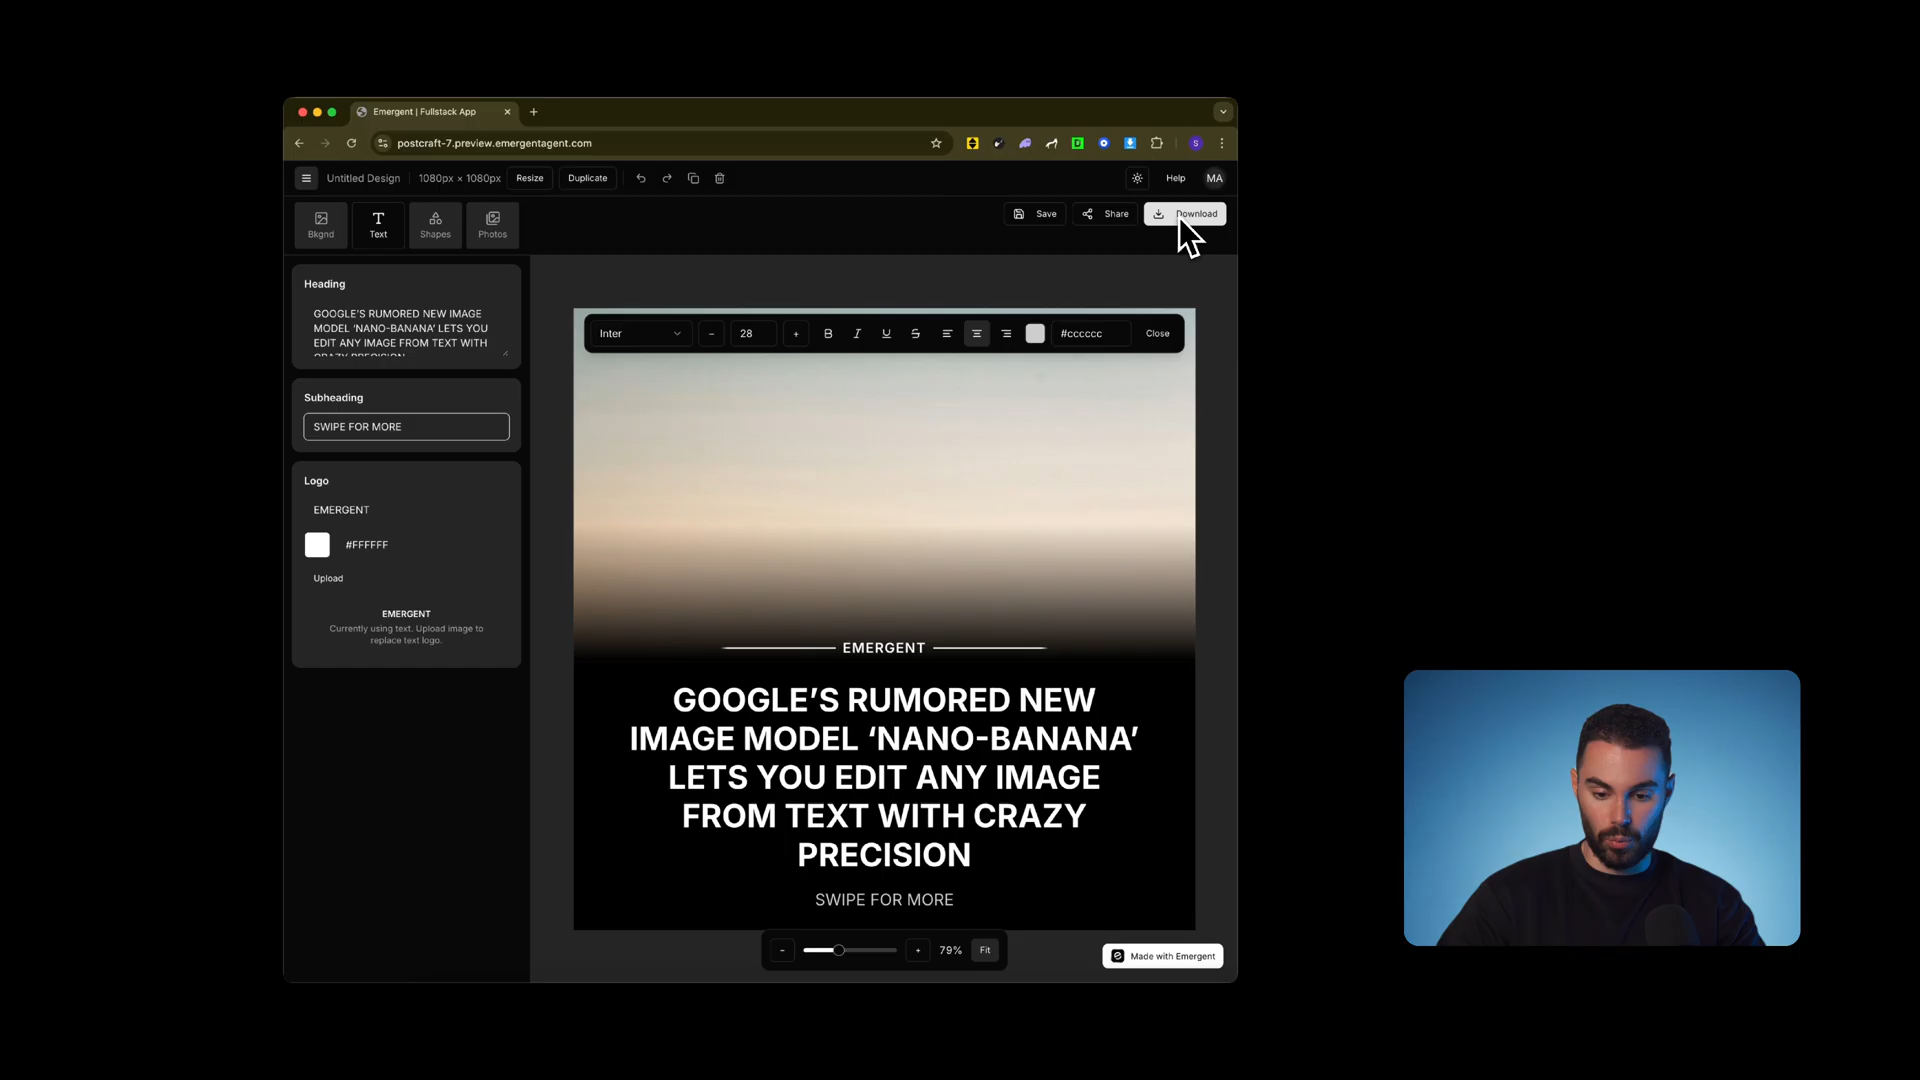 Emergent | Fullstack App
postcraft-7.preview.emergentagent.com
S
Untitled Design
1080px × 1080px
Resize
Duplicate
Help
MA
Bkgnd
Text
Shapes
Photos
Save
Share
Download
Heading
GOOGLE'S RUMORED NEW IMAGE
MODEL ‘NANO-BANANA’ LETS YOU
EDIT ANY IMAGE FROM TEXT WITH
CRAZY PRECISION
Subheading
SWIPE FOR MORE
Logo
EMERGENT
#FFFFFF
Upload
EMERGENT
Currently using text. Upload image to
replace text logo.
Inter
28
B
I
U
S
#cccccc
Close
EMERGENT
GOOGLE’S RUMORED NEW
IMAGE MODEL ‘NANO-BANANA’
LETS YOU EDIT ANY IMAGE
FROM TEXT WITH CRAZY
PRECISION
SWIPE FOR MORE
79%
Fit
Made with Emergent